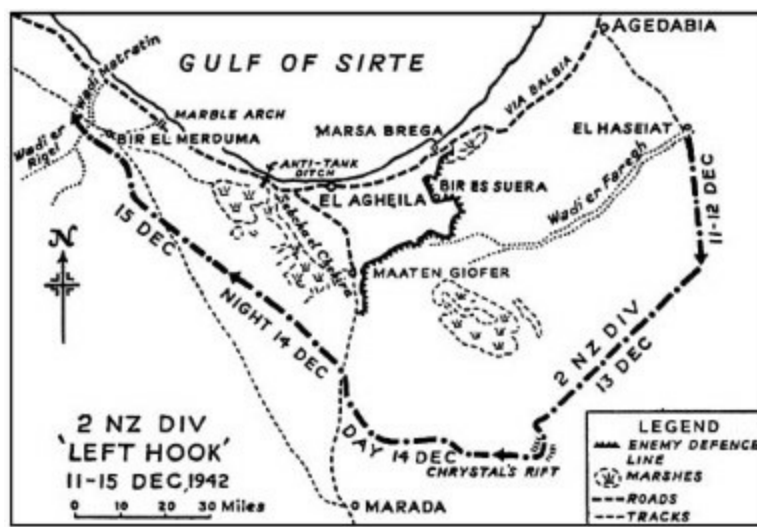 AGEDABIA
GULF OF SIRTE
Wadi Matratin
MARBLE ARCH
VIA BALBIA
MARSA BREGA
EL HASEIAT
Wadi er Rigel
BIR EL MERDUMA
ANTI-TANK
DITCH
BIR ES SUERA
EL AGHEILA
Wadi er Faregh
11-12 DEC
15 DEC
Sebcha el Chebira
N
MAATEN GIOFER
NIGHT 14 DEC
2 NZ DIV
13 DEC
2 NZ DIV
'LEFT HOOK'
11-15 DEC, 1942
0 10 20 30 Miles
DAY 14 DEC
CHRYSTAL'S RIFT
MARADA
LEGEND
ENEMY DEFENCE
LINE
MARSHES
ROADS
TRACKS